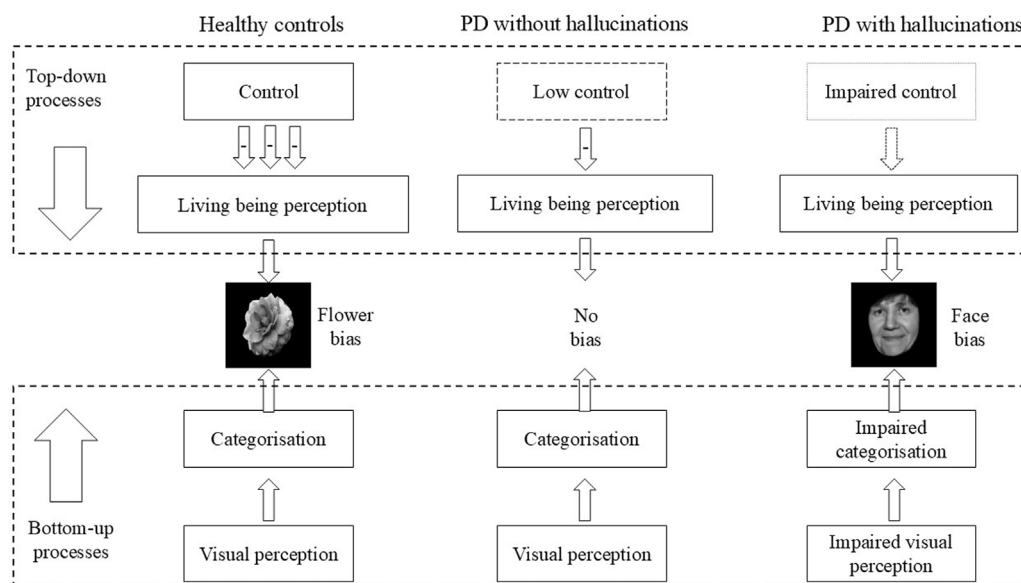 Healthy controls
PD without hallucinations
PD with hallucinations
Top-down
processes
Control
Low control
Impaired control
- - -
-
Living being perception
Living being perception
Living being perception
Flower
bias
No
bias
Face
bias
Categorisation
Categorisation
Impaired
categorisation
Bottom-up
processes
Visual perception
Visual perception
Impaired visual
perception